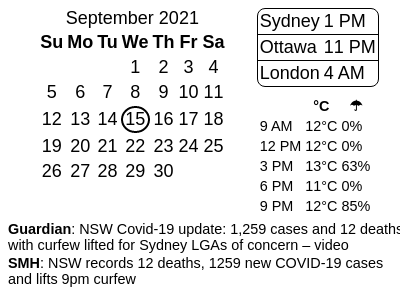 September 2021
Su Mo Tu We Th Fr Sa
1 2 3 4
5 6 7 8 9 10 11
12 13 14 15 16 17 18
19 20 21 22 23 24 25
26 27 28 29 30
Sydney 1 PM
Ottawa 11 PM
London 4 AM
°C ☂
9 AM 12°C 0%
12 PM 12°C 0%
3 PM 13°C 63%
6 PM 11°C 0%
9 PM 12°C 85%
Guardian: NSW Covid-19 update: 1,259 cases and 12 deaths
with curfew lifted for Sydney LGAs of concern – video
SMH: NSW records 12 deaths, 1259 new COVID-19 cases
and lifts 9pm curfew